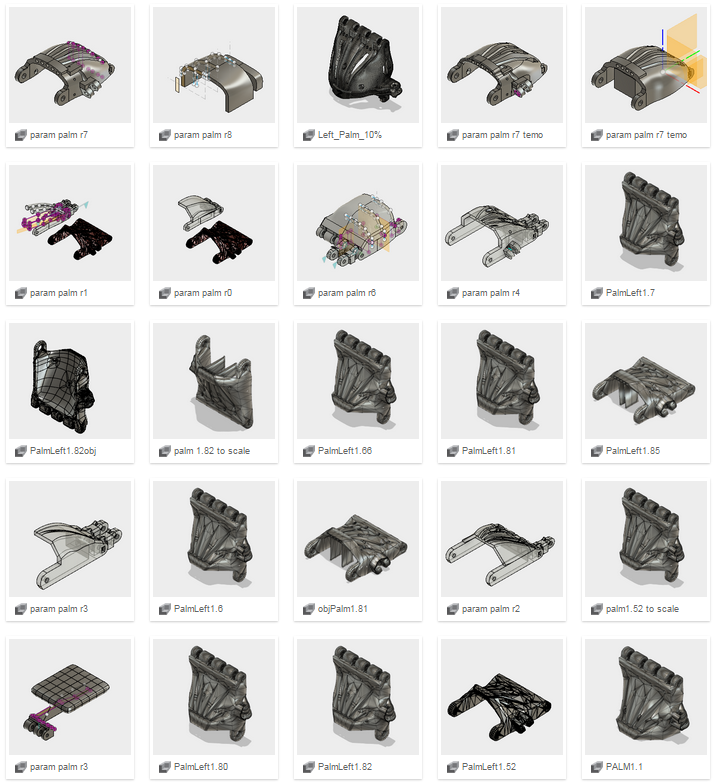 param palm r7
param palm r8
Left_Palm_10%
param palm r7 temo
param palm r7 temo
param palm r1
param palm r0
param palm r6
param palm r4
PalmLeft1.7
PalmLeft1.82obj
palm 1.82 to scale
PalmLeft1.66
PalmLeft1.81
PalmLeft1.85
param palm r3
PalmLeft1.6
objPalm1.81
param palm r2
palm1.52 to scale
param palm r3
PalmLeft1.80
PalmLeft1.82
PalmLeft1.52
PALM1.1